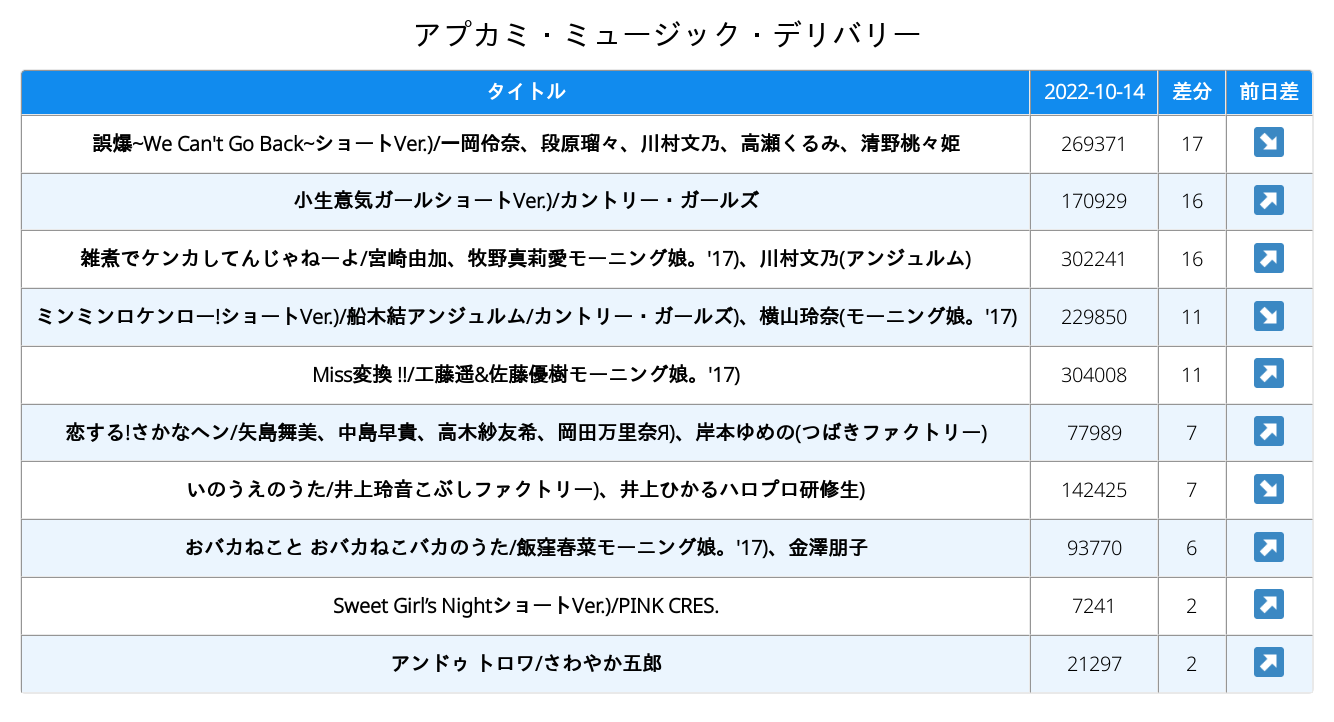 アプカミ・ミュージック・デリバリー
タイトル 2022-10-14 差分 前日差
誤爆~We Can't Go Back~ショートVer.)/一岡伶奈、段原瑠々、川村文乃、高瀬くるみ、清野桃々姫 269371 17
小生意気ガールショートVer.)/カントリー・ガールズ 170929 16
雑煮でケンカしてんじゃねーよ/宮崎由加、牧野真莉愛モーニング娘。'17)、川村文乃(アンジュルム) 302241 16
ミンミンロケンロー!ショートVer.)/船木結アンジュルム/カントリー・ガールズ)、横山玲奈(モーニング娘。'17) 229850 11
Miss変換 !!/工藤遥&佐藤優樹モーニング娘。'17) 304008 11
恋する!さかなヘン/矢島舞美、中島早貴、高木紗友希、岡田万里奈Я)、岸本ゆめの(つばきファクトリー) 77989 7
いのうえのうた/井上玲音こぶしファクトリー)、井上ひかるハロプロ研修生) 142425 7
おバカねこと おバカねこバカのうた/飯窪春菜モーニング娘。'17)、金澤朋子 93770 6
Sweet Girl’s NightショートVer.)/PINK CRES. 7241 2
アンドゥ トロワ/さわやか五郎 21297 2